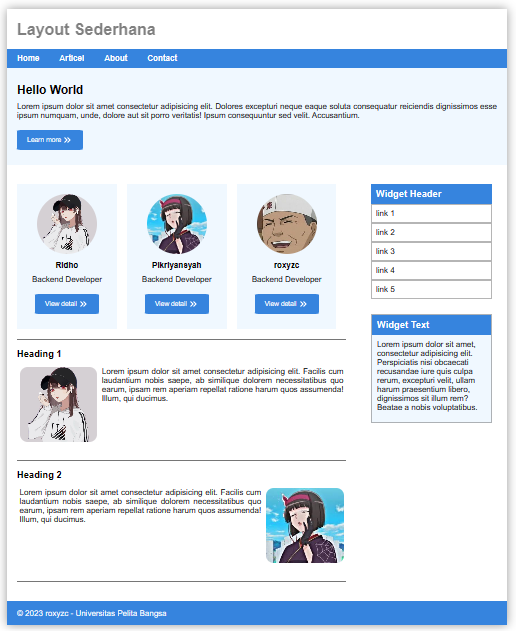 Layout Sederhana
Home Articel About Contact
Hello World
Lorem ipsum dolor sit amet consectetur adipisicing elit. Dolores excepturi neque eaque soluta consequatur reiciendis dignissimos esse
ipsum numquam, unde, dolore aut sit porro veritatis! Ipsum consequuntur sed velit. Accusantium.
Learn more »
Ridho
Backend Developer
View detail »
Pikriyansyah
Backend Developer
View detail »
roxyzc
Backend Developer
View detail »
Heading 1
Lorem ipsum dolor sit amet consectetur adipisicing elit. Facilis cum
laudantium nobis saepe, ab similique dolorem necessitatibus quo
earum, ipsam rem aperiam repellat ratione harum quos assumenda!
Illum, qui ducimus.
Heading 2
Lorem ipsum dolor sit amet consectetur adipisicing elit. Facilis cum
laudantium nobis saepe, ab similique dolorem necessitatibus quo
earum, ipsam rem aperiam repellat ratione harum quos assumenda!
Illum, qui ducimus.
Widget Header
link 1
link 2
link 3
link 4
link 5
Widget Text
Lorem ipsum dolor sit amet,
consectetur adipisicing elit.
Perspiciatis nisi obcaecati
recusandae iure quis culpa
rerum, excepturi velit, ullam
harum praesentium libero,
dignissimos sit illum rem?
Beatae a nobis voluptatibus.
© 2023 roxyzc - Universitas Pelita Bangsa